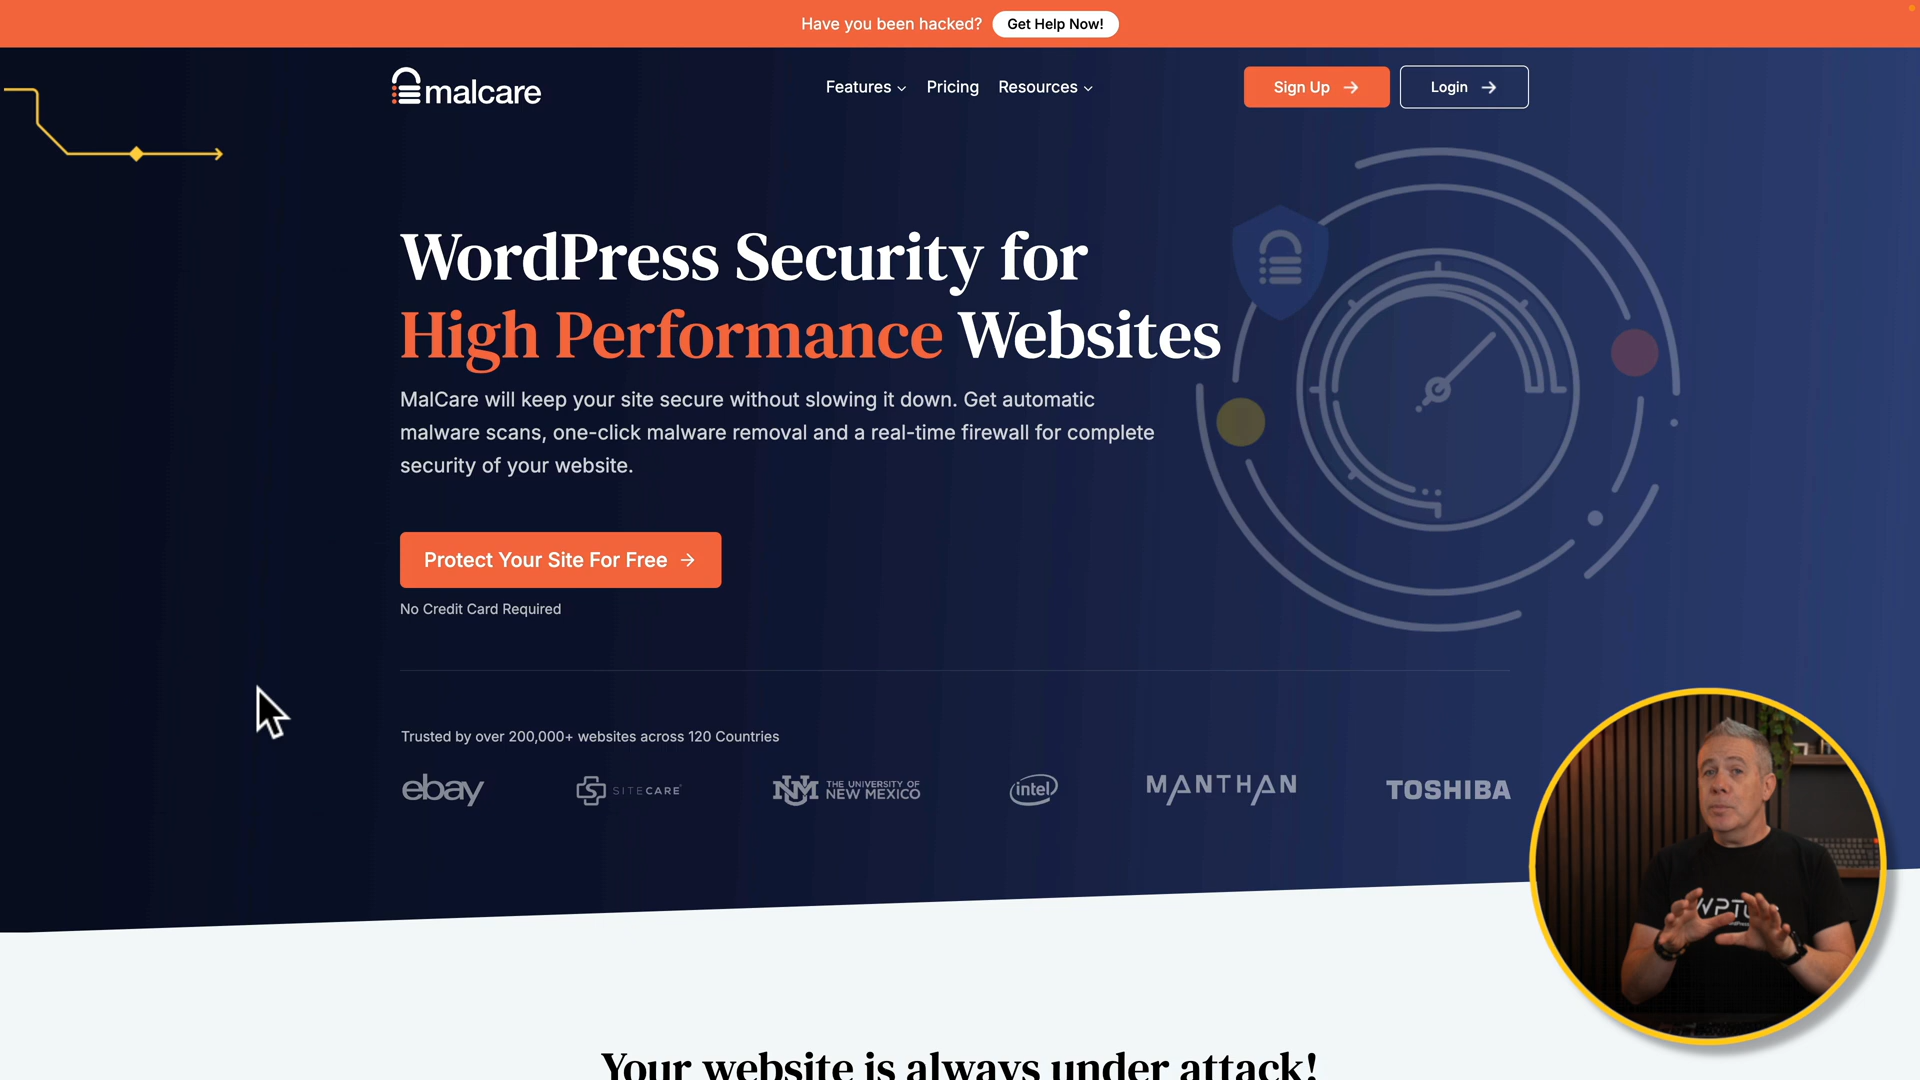 Have you been hacked? Get Help Now!
malcare
Features Pricing Resources
Sign Up
Login
WordPress Security for
High Performance Websites
MalCare will keep your site secure without slowing it down. Get automatic
malware scans, one-click malware removal and a real-time firewall for complete
security of your website.
Protect Your Site For Free
No Credit Card Required
Trusted by over 200,000+ websites across 120 Countries
ebay
SITECARE
NM THE UNIVERSITY OF
NEW MEXICO
intel
MANTHAN
TOSHIBA
Your website is always under attack!